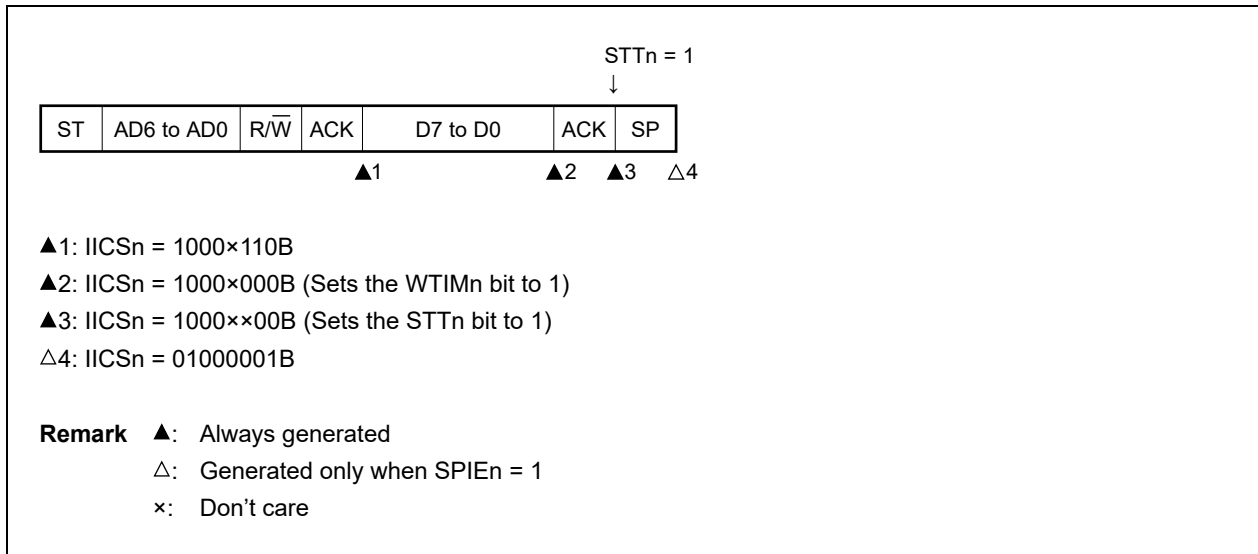 STTn = 1
↓
ST AD6 to AD0 R/W̅ ACK D7 to D0 ACK SP
▲1 ▲2 ▲3 △4
▲1: IICSn = 1000×110B
▲2: IICSn = 1000×000B (Sets the WTIMn bit to 1)
▲3: IICSn = 1000××00B (Sets the STTn bit to 1)
△4: IICSn = 01000001B
Remark ▲: Always generated
△: Generated only when SPIEn = 1
×: Don’t care